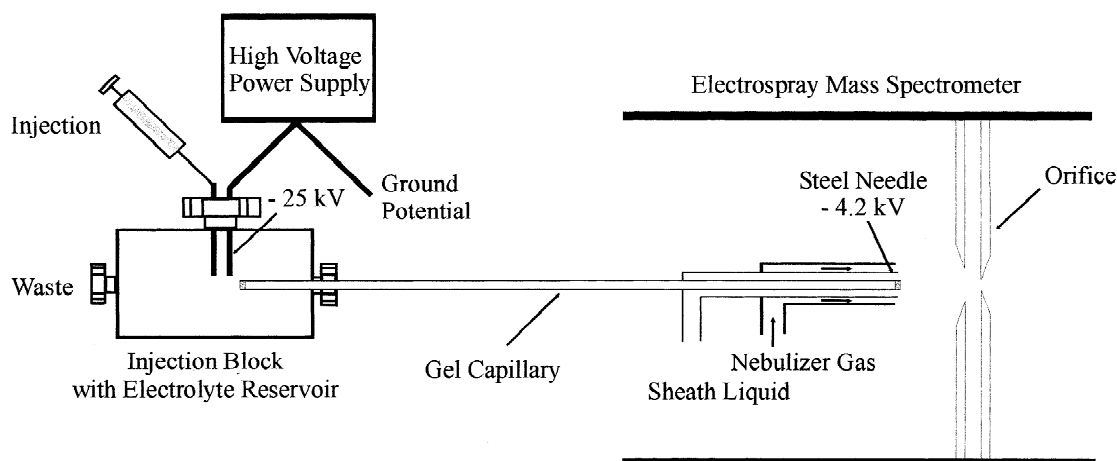 High Voltage
Power Supply
Electrospray Mass Spectrometer
Injection
Ground
Potential
- 25 kV
Steel Needle
- 4.2 kV
Orifice
Waste
Injection Block
with Electrolyte Reservoir
Gel Capillary
Nebulizer Gas
Sheath Liquid